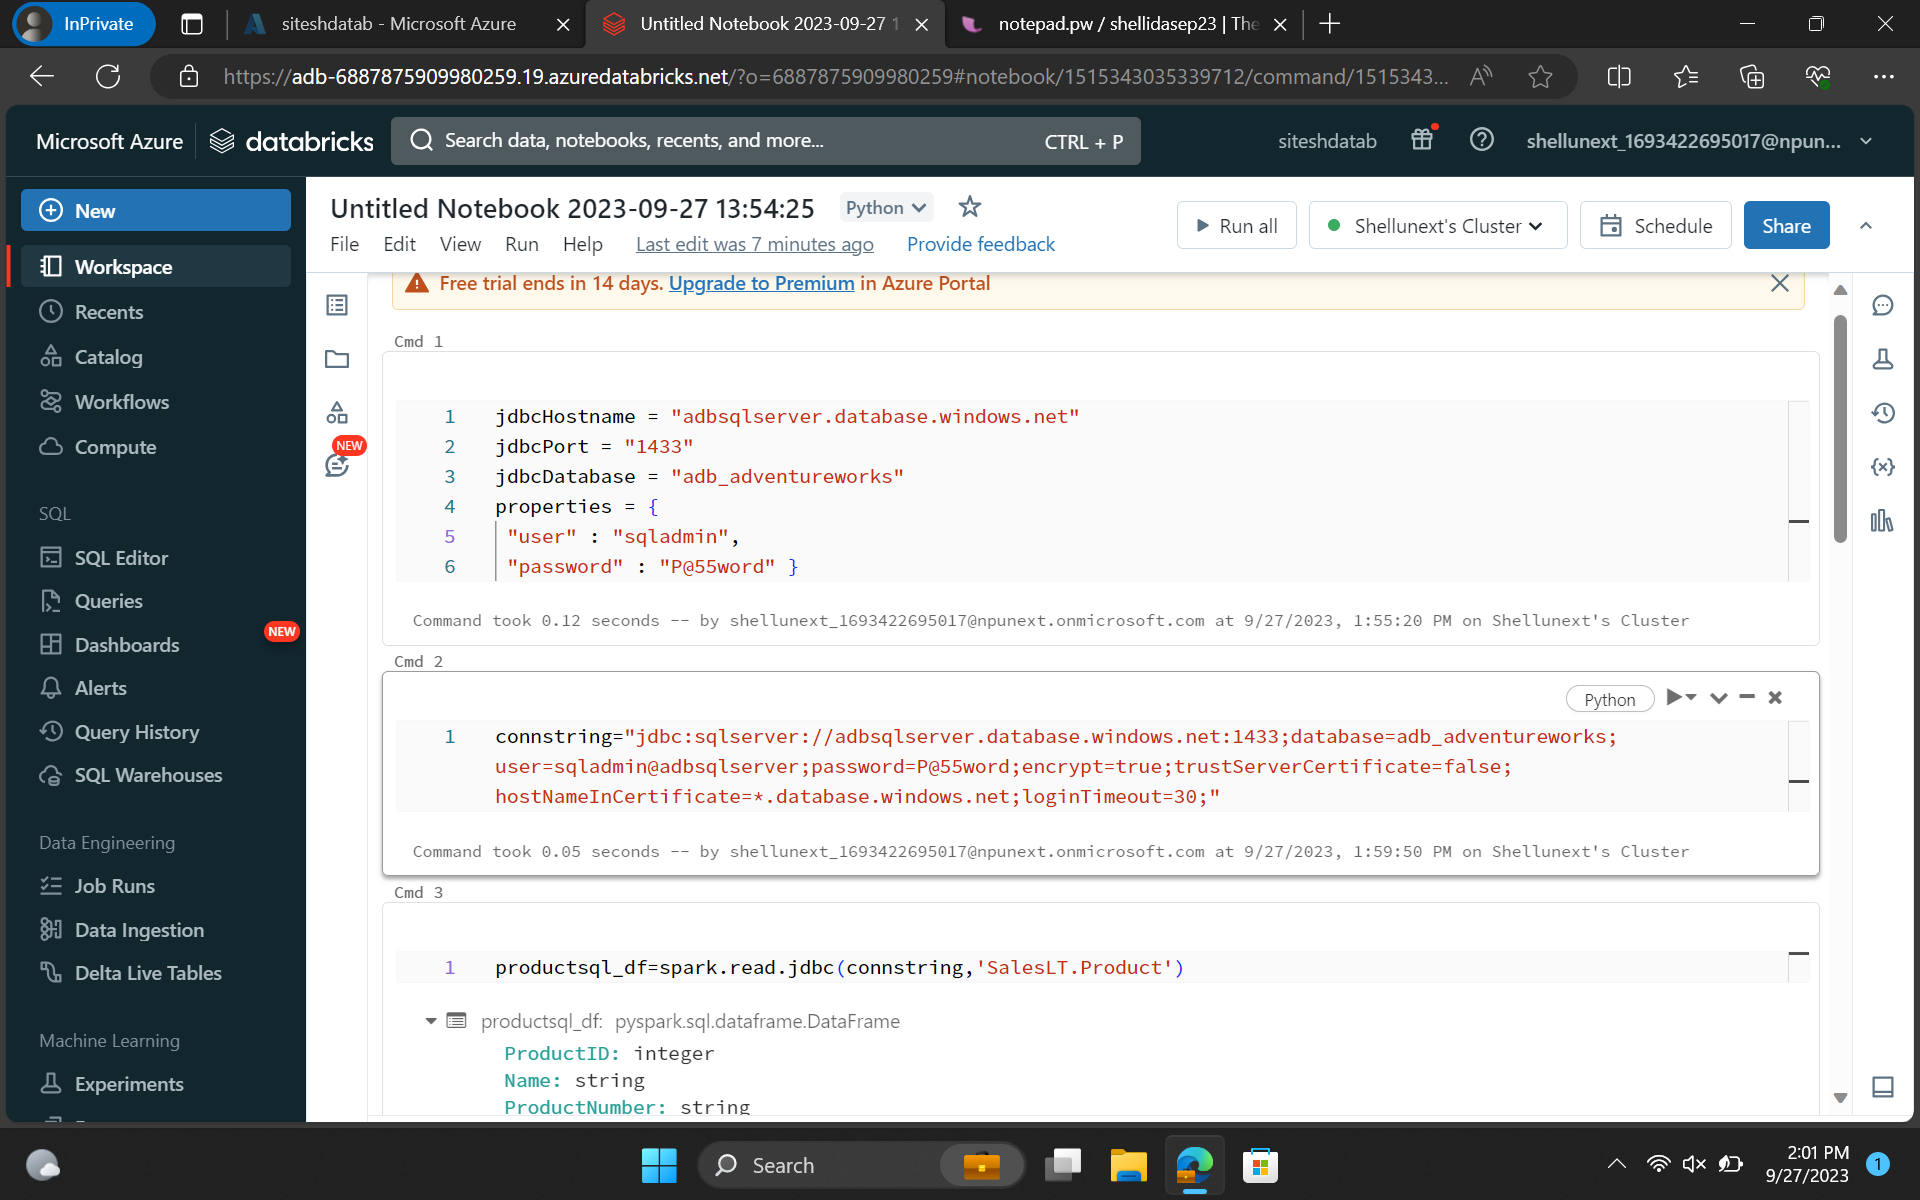 InPrivate
siteshdatab - Microsoft Azure
Untitled Notebook 2023-09-27 1
notepad.pw / shellidasep23 | The
https://adb-6887875909980259.19.azuredatabricks.net/?o=6887875909980259#notebook/1515343035339712/command/1515343...
Microsoft Azure
databricks
Search data, notebooks, recents, and more...
CTRL + P
siteshdatab
shellunext_1693422695017@npun...
New
Workspace
Recents
Catalog
Workflows
Compute
SQL
SQL Editor
Queries
Dashboards
NEW
Alerts
Query History
SQL Warehouses
Data Engineering
Job Runs
Data Ingestion
Delta Live Tables
Machine Learning
Experiments
Untitled Notebook 2023-09-27 13:54:25
Python
File Edit View Run Help Last edit was 7 minutes ago Provide feedback
Run all
Shellunext's Cluster
Schedule
Share
NEW
Free trial ends in 14 days. Upgrade to Premium in Azure Portal
Cmd 1
1 jdbcHostname = "adbsqlserver.database.windows.net"
2 jdbcPort = "1433"
3 jdbcDatabase = "adb_adventureworks"
4 properties = {
5 "user" : "sqladmin",
6 "password" : "P@55word" }
Command took 0.12 seconds -- by shellunext_1693422695017@npunext.onmicrosoft.com at 9/27/2023, 1:55:20 PM on Shellunext's Cluster
Cmd 2
Python
1 connstring="jdbc:sqlserver://adbsqlserver.database.windows.net:1433;database=adb_adventureworks;
user=sqladmin@adbsqlserver;password=P@55word;encrypt=true;trustServerCertificate=false;
hostNameInCertificate=*.database.windows.net;loginTimeout=30;"
Command took 0.05 seconds -- by shellunext_1693422695017@npunext.onmicrosoft.com at 9/27/2023, 1:59:50 PM on Shellunext's Cluster
Cmd 3
1 productsql_df=spark.read.jdbc(connstring,'SalesLT.Product')
productsql_df: pyspark.sql.dataframe.DataFrame
ProductID: integer
Name: string
ProductNumber: string
Search
2:01 PM
9/27/2023
1